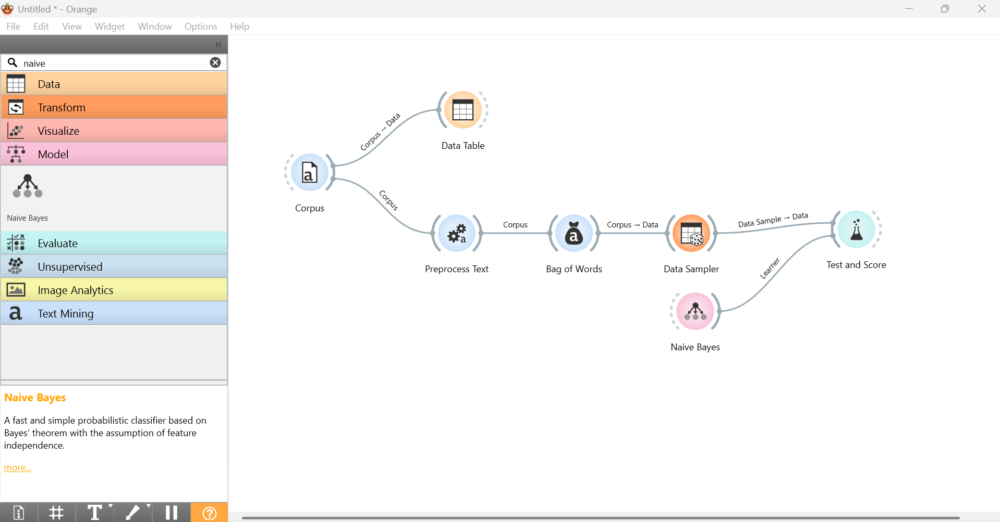 Untitled * - Orange
File Edit View Widget Window Options Help
«
naive
Data
Transform
Visualize
Model
Naive Bayes
Evaluate
Unsupervised
Image Analytics
a Text Mining
Naive Bayes
A fast and simple probabilistic classifier based on
Bayes' theorem with the assumption of feature
independence.
more...
T
?
Corpus → Data
Data Table
a
Corpus
Corpus
a
Preprocess Text
Corpus
a
Bag of Words
Corpus → Data
Data Sampler
Data Sample → Data
Test and Score
Learner
Naive Bayes